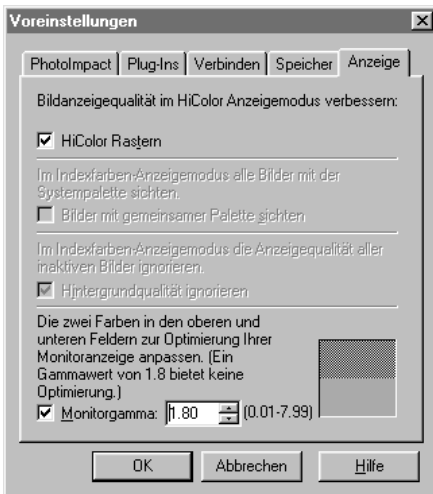 Voreinstellungen
PhotoImpact Plug-Ins Verbinden Speicher Anzeige
Bildanzeigequalität im HiColor Anzeigemodus verbessern:
HiColor Rastern
Im Indexfarben-Anzeigemodus alle Bilder mit der
Systempalette sichten.
Bilder mit gemeinsamer Palette sichten
Im Indexfarben-Anzeigemodus die Anzeigequalität aller
inaktiven Bilder ignorieren.
Hintergrundqualität ignorieren
Die zwei Farben in den oberen und
unteren Feldern zur Optimierung Ihrer
Monitoranzeige anpassen. (Ein
Gammawert von 1.8 bietet keine
Optimierung.)
Monitorgamma: 1.80 (0.01-7.99)
OK Abbrechen Hilfe